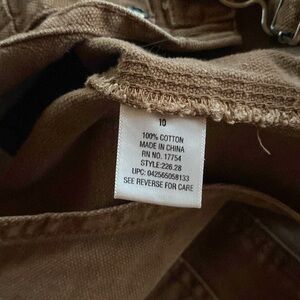 10
100% COTTON
MADE IN CHINA
RN NO. 17754
STYLE:226.28
UPC: 042565058133
SEE REVERSE FOR CARE